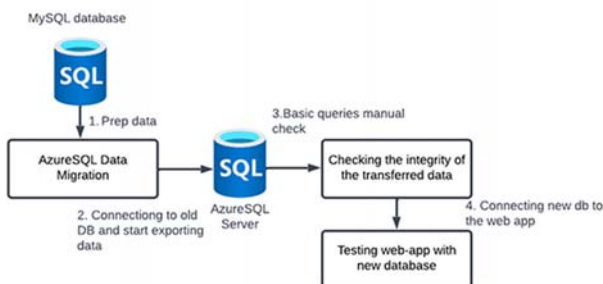 MySQL database
SQL
1. Prep data
AzureSQL Data
Migration
2. Connectiong to old
DB and start exporting
data
SQL
AzureSQL
Server
3.Basic queries manual
check
Checking the integrity of
the transferred data
4. Connecting new db to
the web app
Testing web-app with
new database